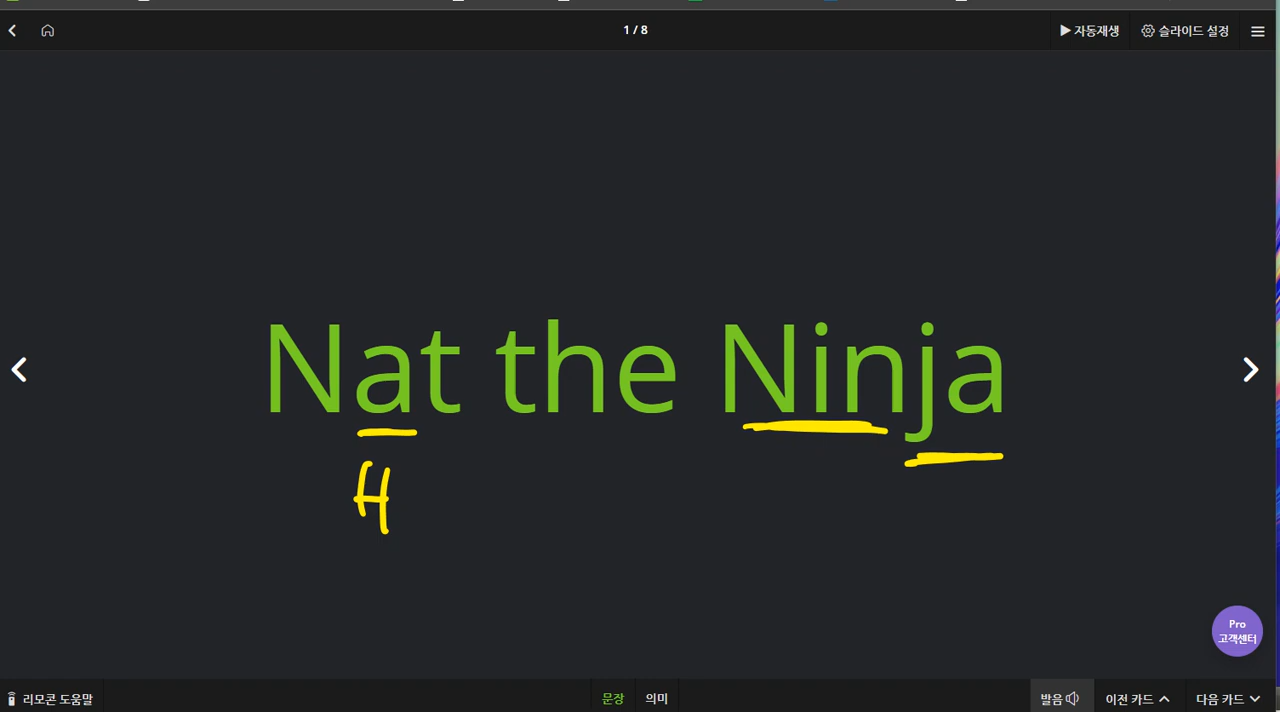 1 / 8
자동재생
슬라이드 설정
Nat the Ninja
ㅐ
Pro
고객센터
리모콘 도움말
문장
의미
발음
이전 카드
다음 카드